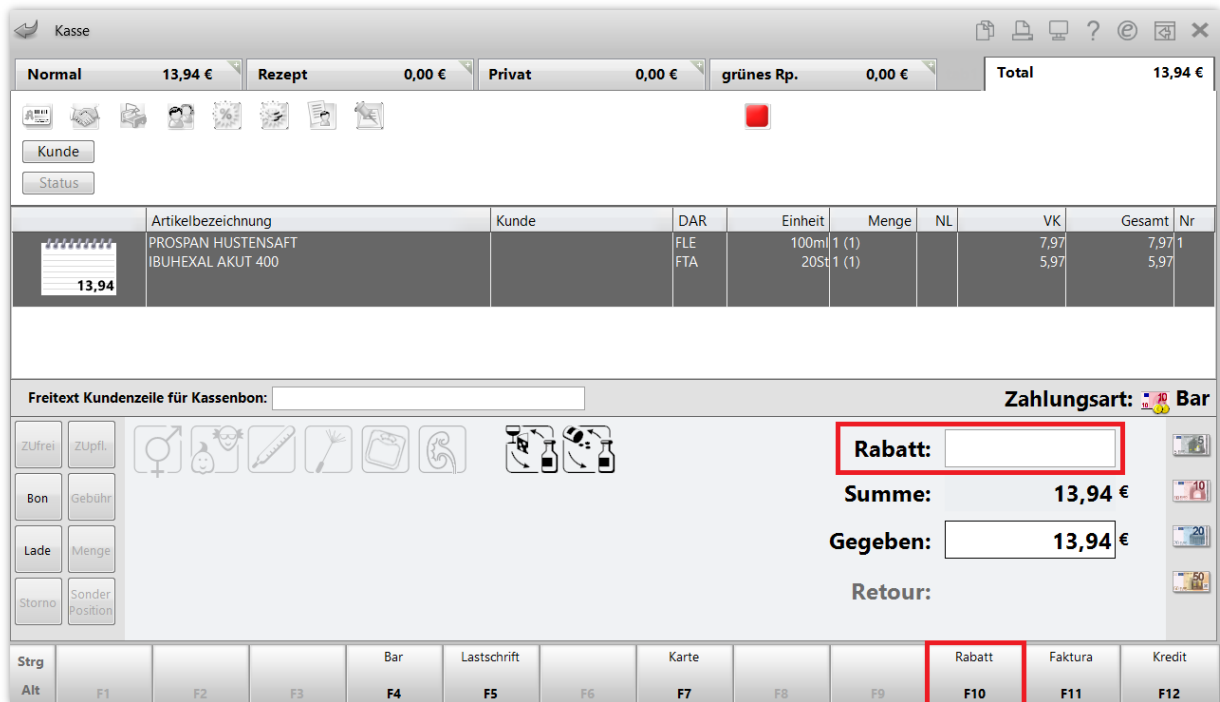 Kasse
Normal 13,94 € Rezept 0,00 € Privat 0,00 € grünes Rp. 0,00 € Total 13,94 €
Kunde
Status
Artikelbezeichnung Kunde DAR Einheit Menge NL VK Gesamt Nr
PROSPAN HUSTENSAFT FLE 100ml 1 (1) 7,97 7,97 1
IBUHEXAL AKUT 400 FTA 20St 1 (1) 5,97 5,97
13,94
Freitext Kundenzeile für Kassenbon: Zahlungsart: Bar
ZUfrei ZUpfl. Rabatt: 5
Bon Gebühr Summe: 13,94 € 10
Lade Menge Gegeben: 13,94 € 20
Storno Sonder Position Retour: 50
Strg Bar Lastschrift Karte Rabatt Faktura Kredit
Alt F1 F2 F3 F4 F5 F6 F7 F8 F9 F10 F11 F12